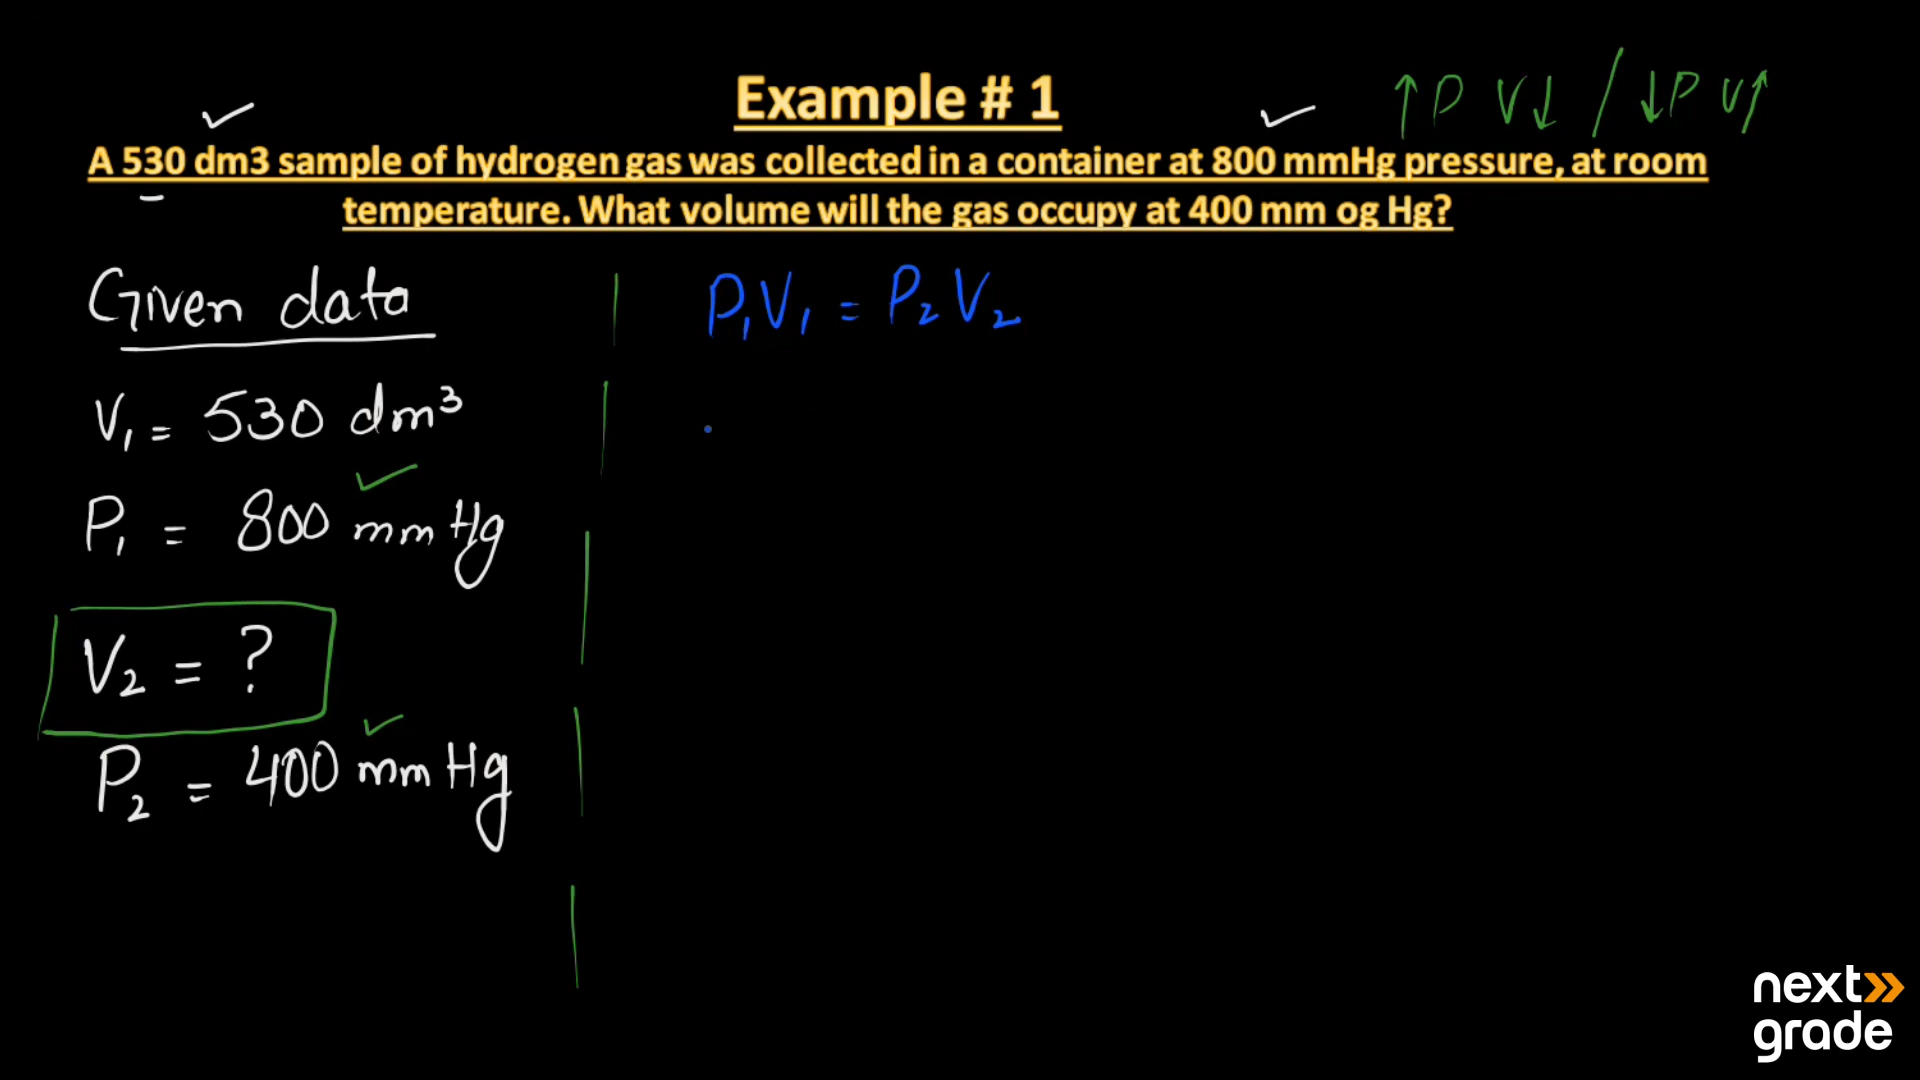 Example # 1
↑P V↓ / ↓P V↑
A 530 dm3 sample of hydrogen gas was collected in a container at 800 mmHg pressure, at room
temperature. What volume will the gas occupy at 400 mm og Hg?
Given data
P₁V₁ = P₂V₂
V₁ = 530 dm³
P₁ = 800 mm Hg
V₂ = ?
P₂ = 400 mm Hg
next
grade